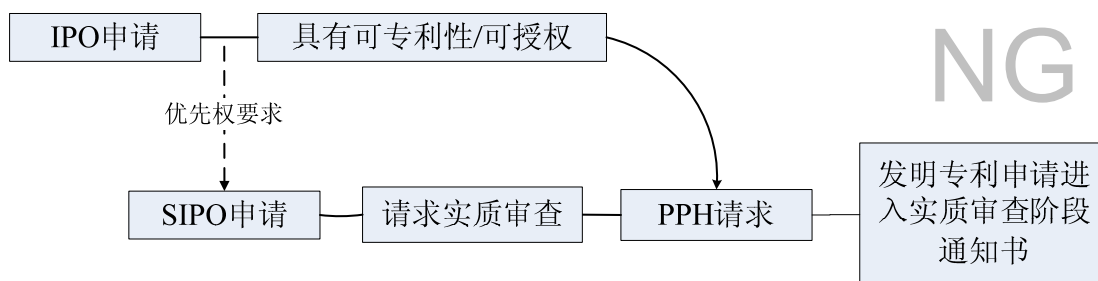 IPO申请
具有可专利性/可授权
NG
优先权要求
SIPO申请
请求实质审查
PPH请求
发明专利申请进
入实质审查阶段
通知书